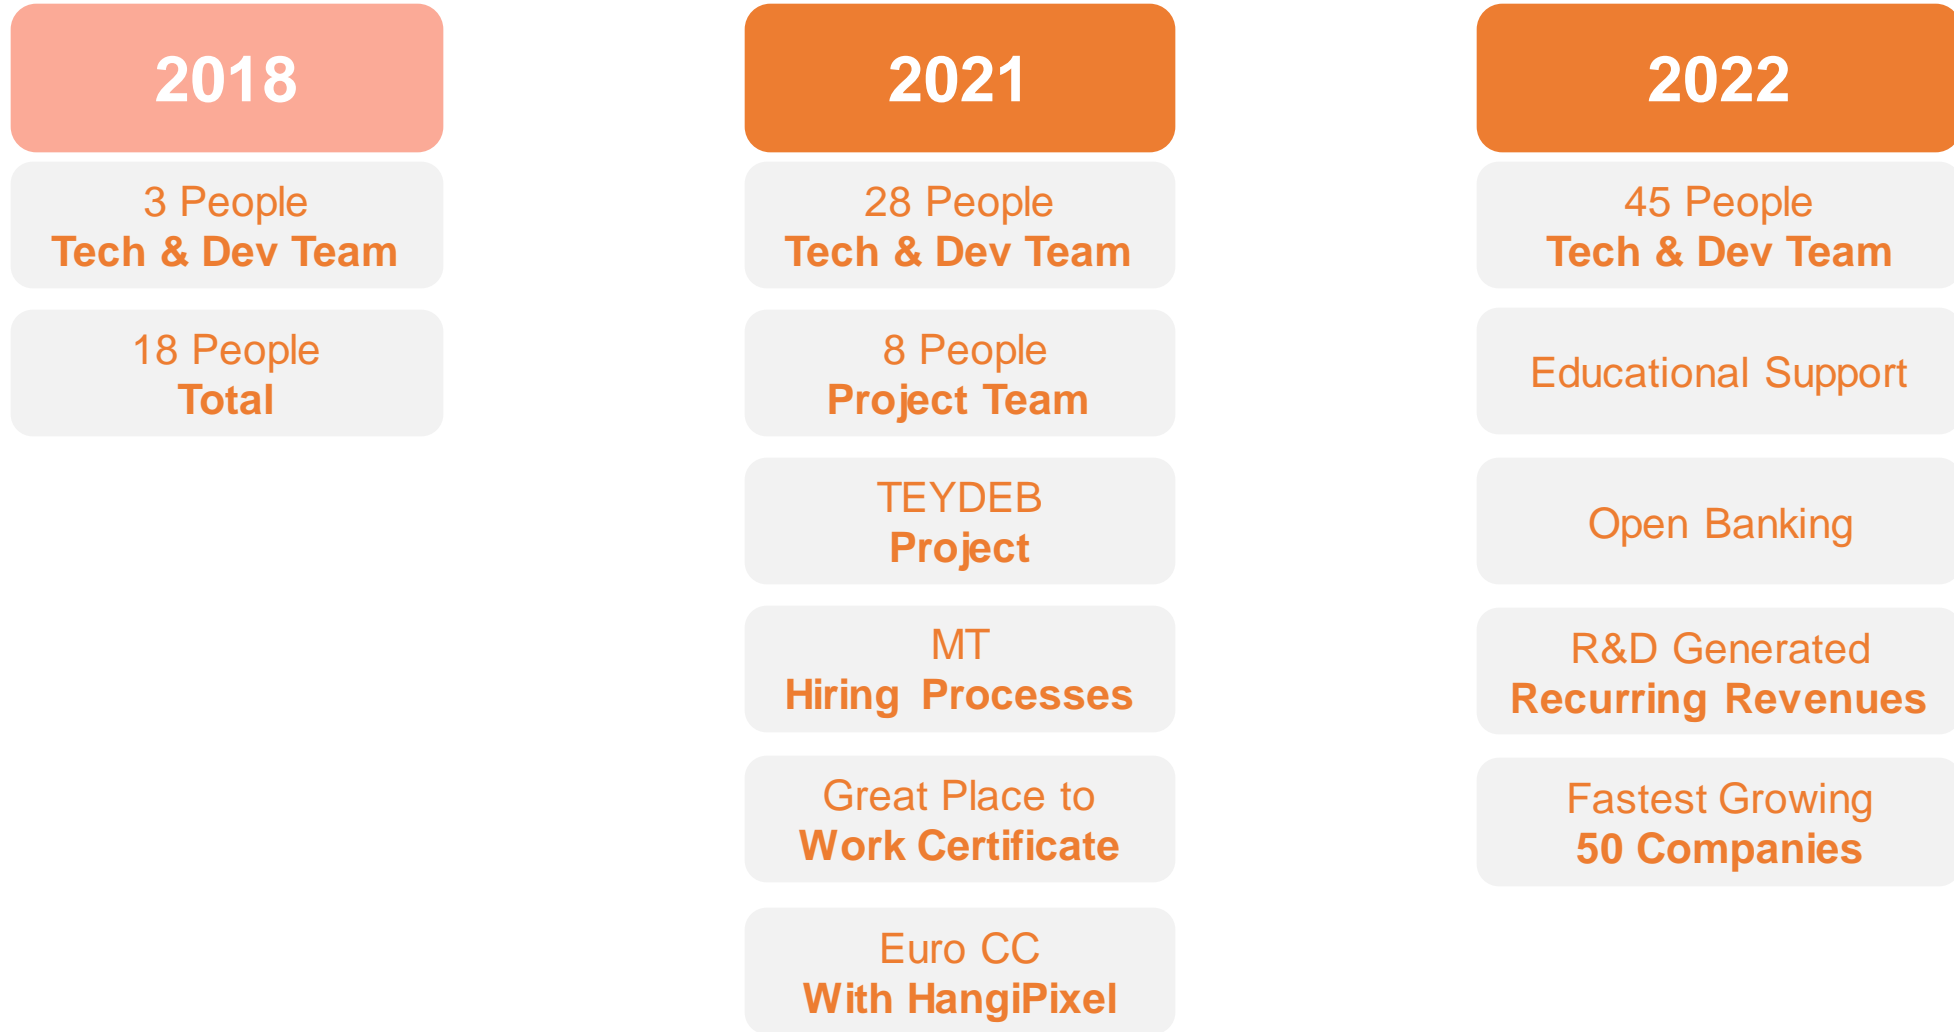 2018
3 People
Tech & Dev Team
18 People
Total
2021
28 People
Tech & Dev Team
8 People
Project Team
TEYDEB
Project
MT
Hiring Processes
Great Place to
Work Certificate
Euro CC
With HangiPixel
2022
45 People
Tech & Dev Team
Educational Support
Open Banking
R&D Generated
Recurring Revenues
Fastest Growing
50 Companies